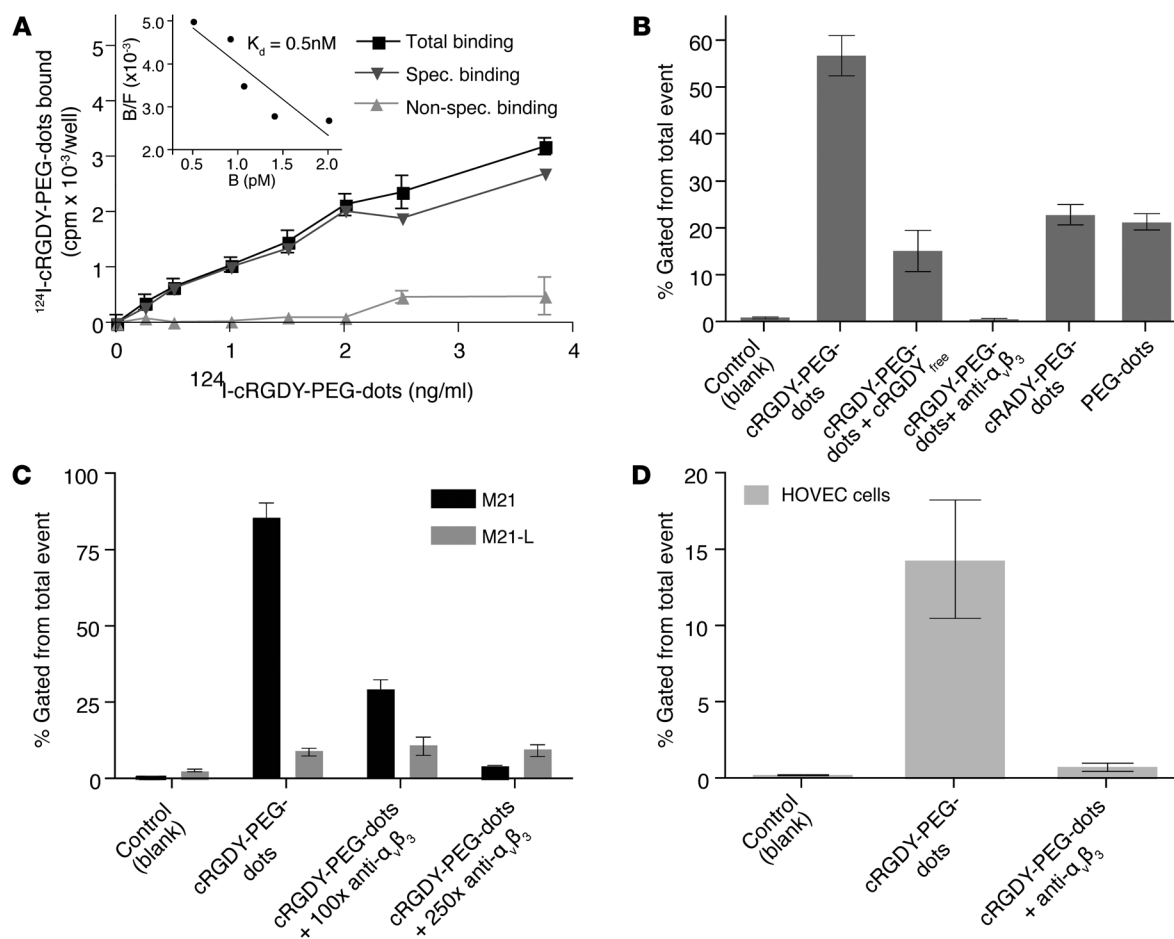 A
5.0
4.0
3.0
2.0
B/F (x10⁻³)
0.5
1.0
1.5
2.0
B (pM)
K_d = 0.5nM
Total binding
Spec. binding
Non-spec. binding
¹²⁴I-cRGDY-PEG-dots bound
(cpm x 10⁻³/well)
5
4
3
2
1
0
0
1
2
3
4
¹²⁴I-cRGDY-PEG-dots (ng/ml)
B
% Gated from total event
60
50
40
30
20
10
0
Control
(blank)
cRGDY-PEG-
dots
cRGDY-PEG-
dots + cRGDY_free
cRGDY-PEG-
dots+ anti-αᵥβ₃
cRADY-PEG-
dots
PEG-dots
C
% Gated from total event
100
75
50
25
0
M21
M21-L
Control
(blank)
cRGDY-PEG-
dots
cRGDY-PEG-dots
+ 100x anti-αᵥβ₃
cRGDY-PEG-dots
+ 250x anti-αᵥβ₃
D
% Gated from total event
20
15
10
5
0
HOVEC cells
Control
(blank)
cRGDY-PEG-
dots
cRGDY-PEG-dots
+ anti-αᵥβ₃